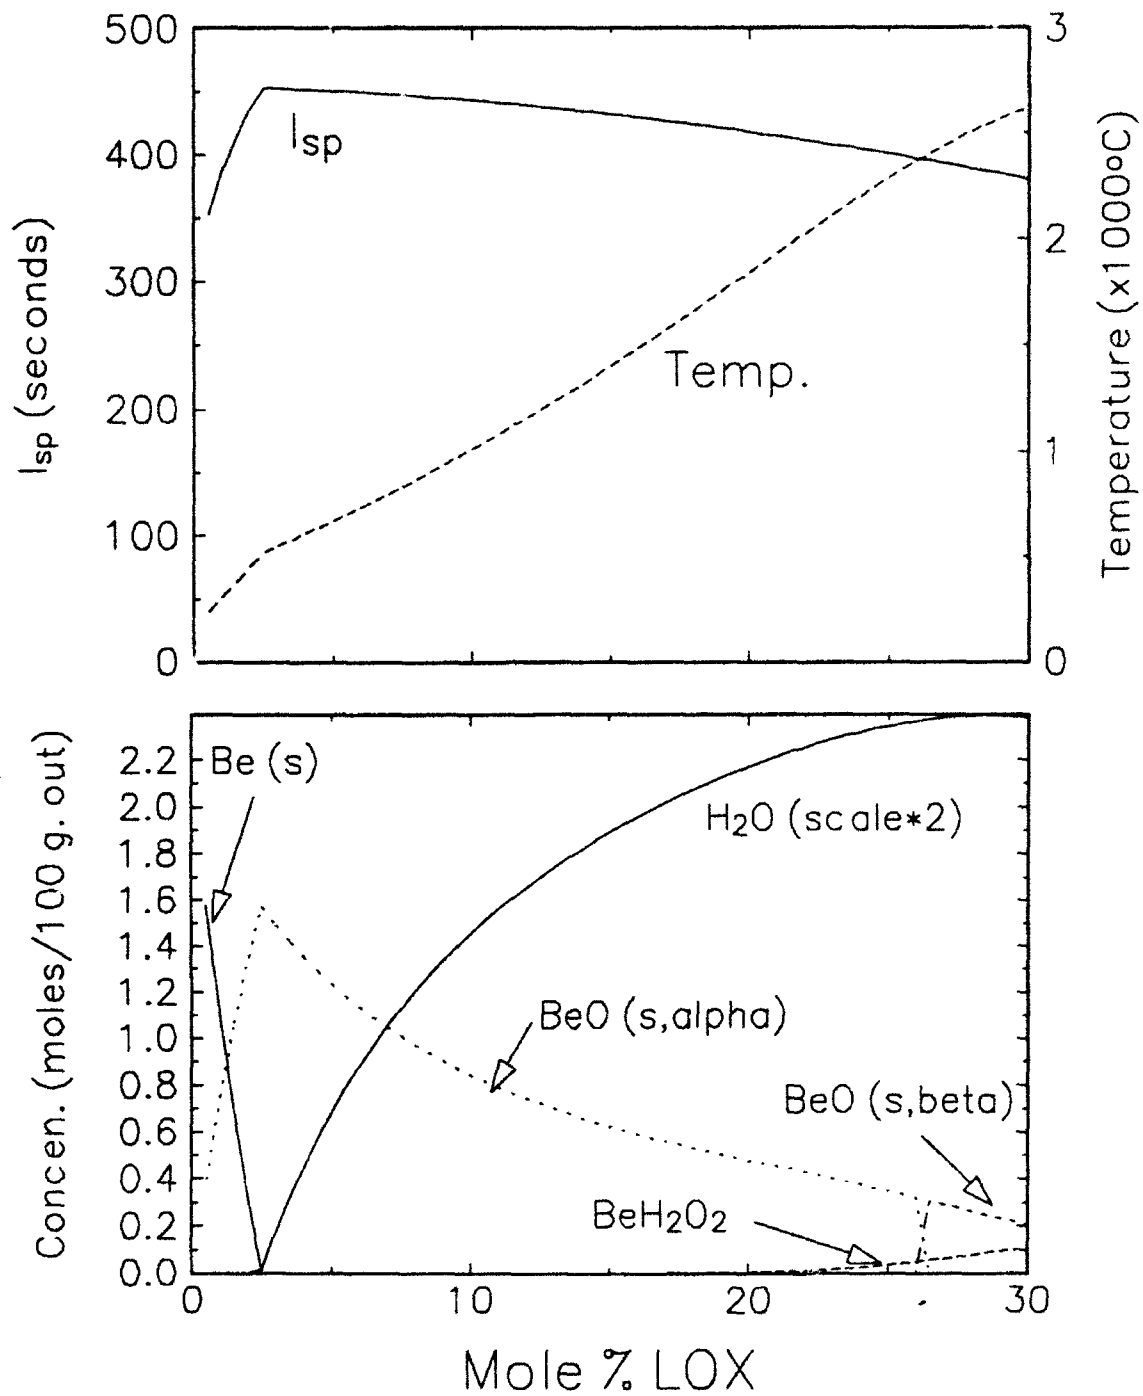 500
400
300
200
100
0
Isp (seconds)
Isp
Temp.
3
2
1
0
Temperature (x1000°C)
2.2
2.0
1.8
1.6
1.4
1.2
1.0
0.8
0.6
0.4
0.2
0.0
Concen. (moles/100 g. out)
Be (s)
H2O (scale*2)
BeO (s,alpha)
BeO (s,beta)
BeH2O2
0
10
20
30
Mole % LOX